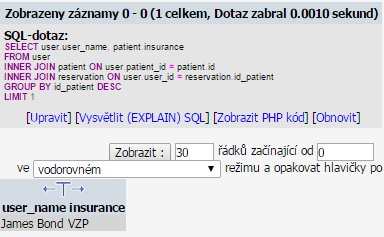 Zobrazeny záznamy 0 - 0 (1 celkem, Dotaz zabral 0.0010 sekund)
SQL-dotaz:
SELECT user.user_name, patient.insurance
FROM user
INNER JOIN patient ON user.patient_id = patient.id
INNER JOIN reservation ON user.user_id = reservation.id_patient
GROUP BY id_patient DESC
LIMIT 1
[Upravit] [Vysvětlit (EXPLAIN) SQL] [Zobrazit PHP kód] [Obnovit]
Zobrazit : 30 řádků začínající od 0
ve vodorovném režimu a opakovat hlavičky po
←T→
user_name insurance
James Bond VZP